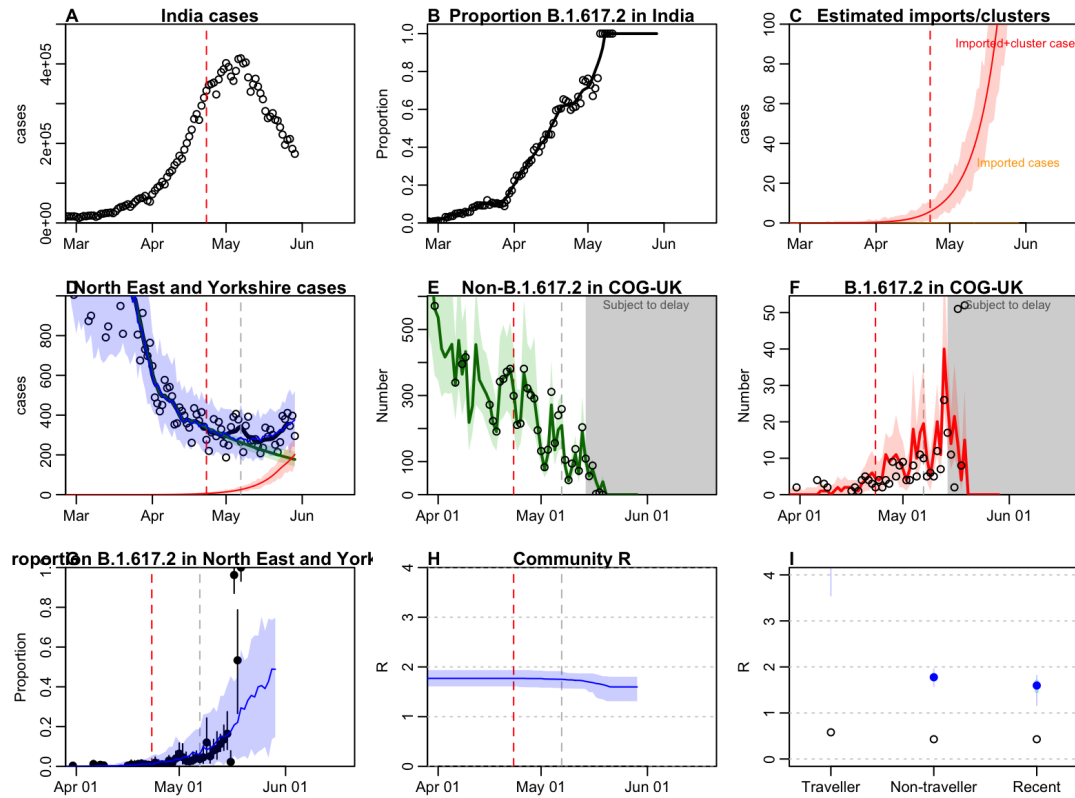 A India cases
cases
0e+00 2e+05 4e+05
Mar Apr May Jun
B Proportion B.1.617.2 in India
Proportion
0.0 0.2 0.4 0.6 0.8 1.0
Mar Apr May Jun
C Estimated imports/clusters
cases
0 20 40 60 80 100
Imported+cluster case
Imported cases
Mar Apr May Jun
D North East and Yorkshire cases
cases
0 200 400 600 800
Mar Apr May Jun
E Non-B.1.617.2 in COG-UK
Subject to delay
Number
0 100 300 500
Apr 01 May 01 Jun 01
F B.1.617.2 in COG-UK
Subject to delay
Number
0 10 20 30 40 50
Apr 01 May 01 Jun 01
G roportion B.1.617.2 in North East and York
Proportion
0.0 0.2 0.4 0.6 0.8 1.0
Apr 01 May 01 Jun 01
H Community R
R
0 1 2 3 4
Apr 01 May 01 Jun 01
I
R
0 1 2 3 4
Traveller Non-traveller Recent